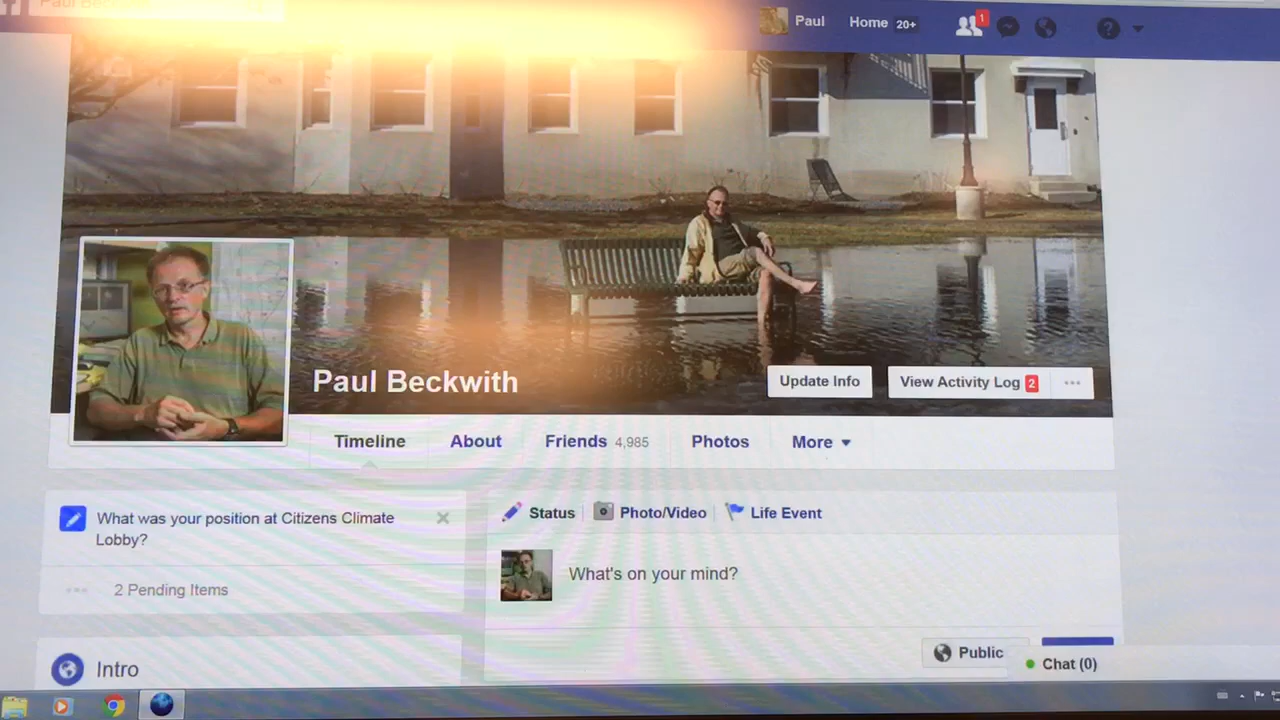 Paul
Home 20+
1
?
Paul Beckwith
Update Info
View Activity Log 2
Timeline
About
Friends 4,985
Photos
More
What was your position at Citizens Climate
Lobby?
2 Pending Items
Intro
Status
Photo/Video
Life Event
What's on your mind?
Public
Chat (0)